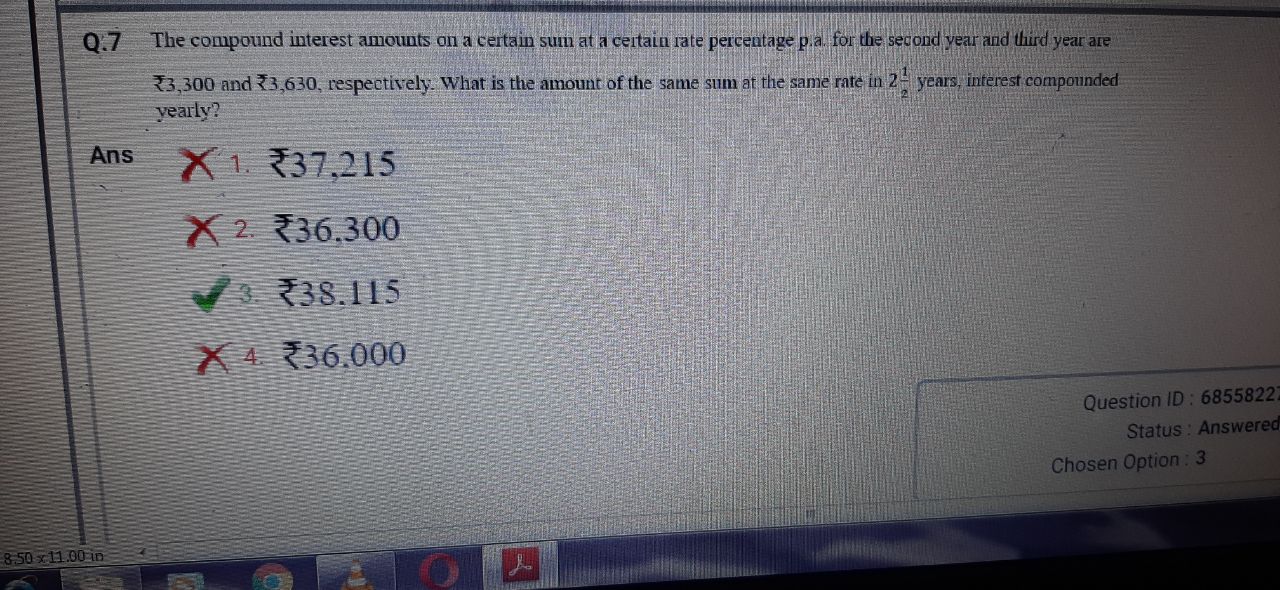 Q.7 The compound interest amounts on a certain sum at a certain rate percentage p.a. for the second year and third year are
₹3,300 and ₹3,630, respectively. What is the amount of the same sum at the same rate in 2 1/2 years, interest compounded
yearly?
Ans
1. ₹37,215
2. ₹36,300
3. ₹38,115
4. ₹36,000
Question ID : 6855822
Status : Answered
Chosen Option : 3
8.50 x 11.00 in